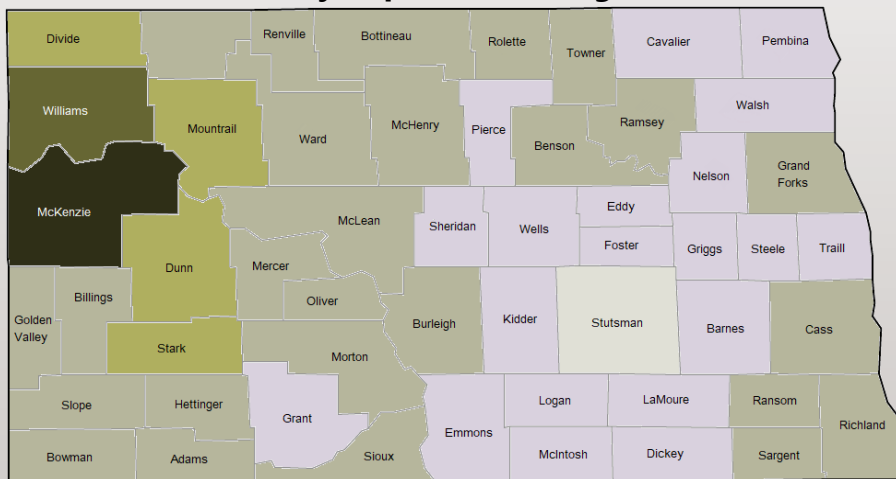 Divide
Renville
Bottineau
Rolette
Towner
Cavalier
Pembina
Williams
Mountrail
Ward
McHenry
Pierce
Benson
Ramsey
Walsh
Nelson
Grand
Forks
McKenzie
Dunn
McLean
Sheridan
Wells
Eddy
Foster
Griggs
Steele
Traill
Mercer
Oliver
Golden
Valley
Billings
Stark
Morton
Burleigh
Kidder
Stutsman
Barnes
Cass
Slope
Hettinger
Grant
Emmons
Logan
LaMoure
Ransom
Richland
Bowman
Adams
Sioux
McIntosh
Dickey
Sargent